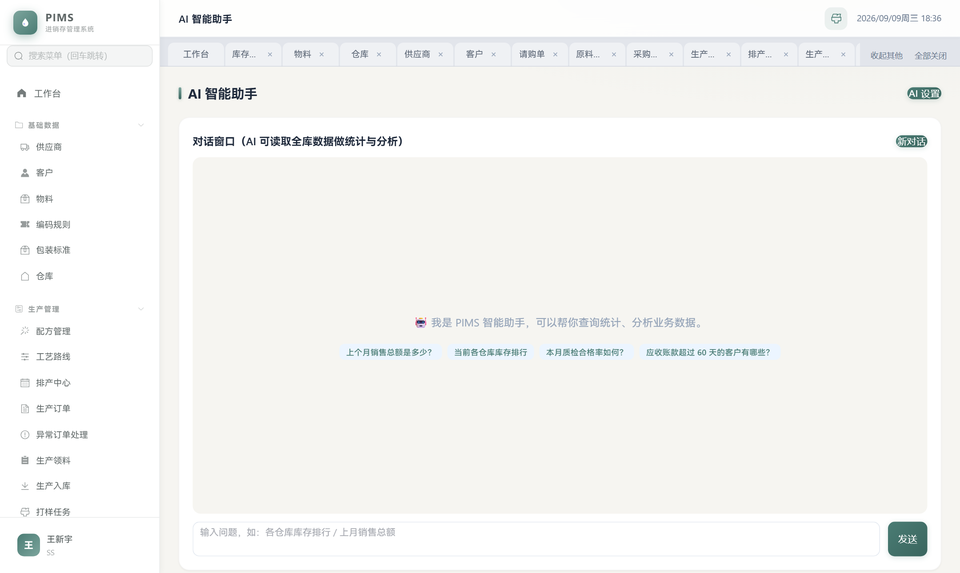 PIMS
进销存管理系统
搜索菜单（回车跳转）
工作台
基础数据
供应商
客户
物料
编码规则
包装标准
仓库
生产管理
配方管理
工艺路线
排产中心
生产订单
异常订单处理
生产领料
生产入库
打样任务
王
王新宇
SS
AI 智能助手
2026/09/09周三 18:36
工作台 库存... × 物料 × 仓库 × 供应商 × 客户 × 请购单 × 原料... × 采购... × 生产... × 排产... × 生产... × 收起其他 全部关闭
AI 智能助手
AI 设置
对话窗口（AI 可读取全库数据做统计与分析）
新对话
我是 PIMS 智能助手，可以帮你查询统计、分析业务数据。
上个月销售总额是多少? 当前各仓库库存排行 本月质检合格率如何? 应收账款超过 60 天的客户有哪些?
输入问题，如：各仓库库存排行 / 上月销售总额
发送